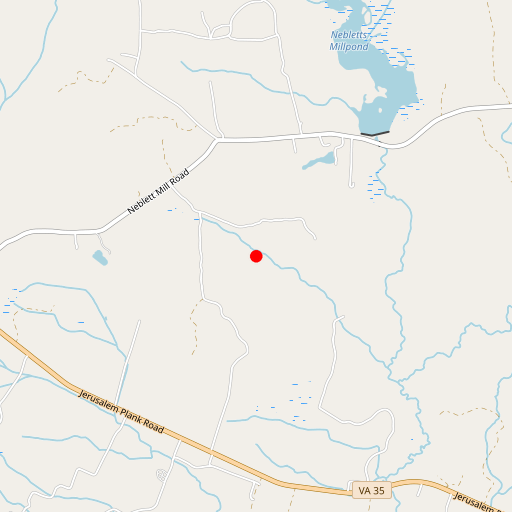 Nebletts
Millpond
Neblett Mill Road
Jerusalem Plank Road
VA 35
Jerusalem